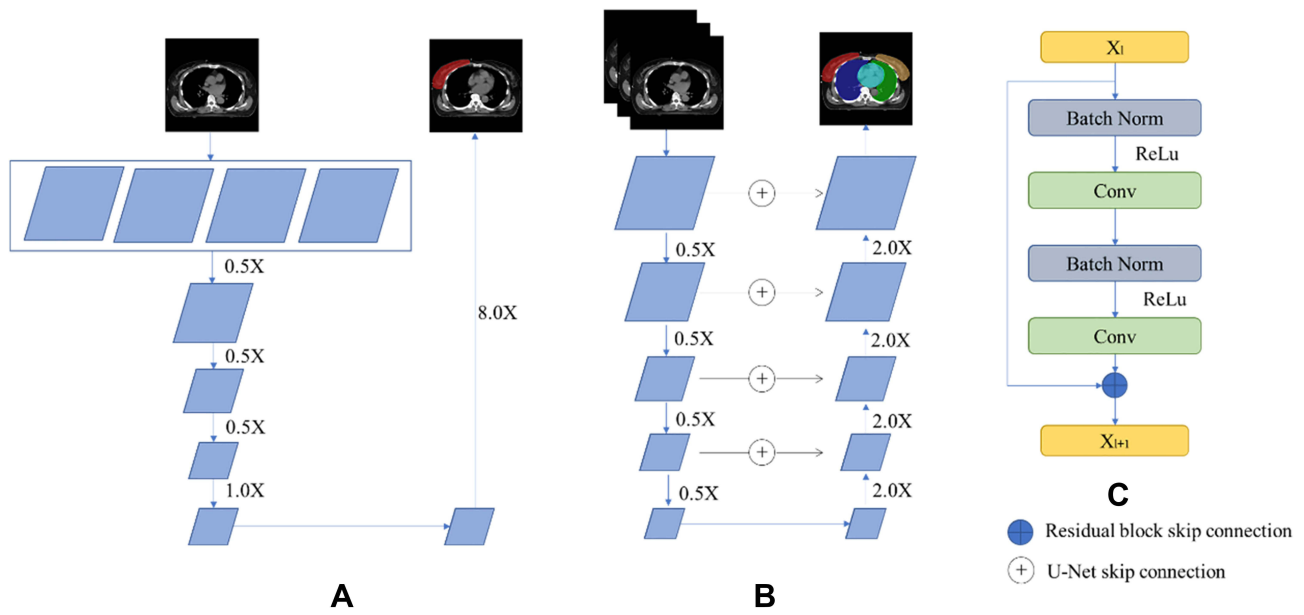 0.5X
0.5X
0.5X
1.0X
8.0X
A
0.5X
0.5X
0.5X
0.5X
2.0X
2.0X
2.0X
2.0X
B
Xl
Batch Norm
ReLu
Conv
Batch Norm
ReLu
Conv
Xl+1
C
Residual block skip connection
U-Net skip connection